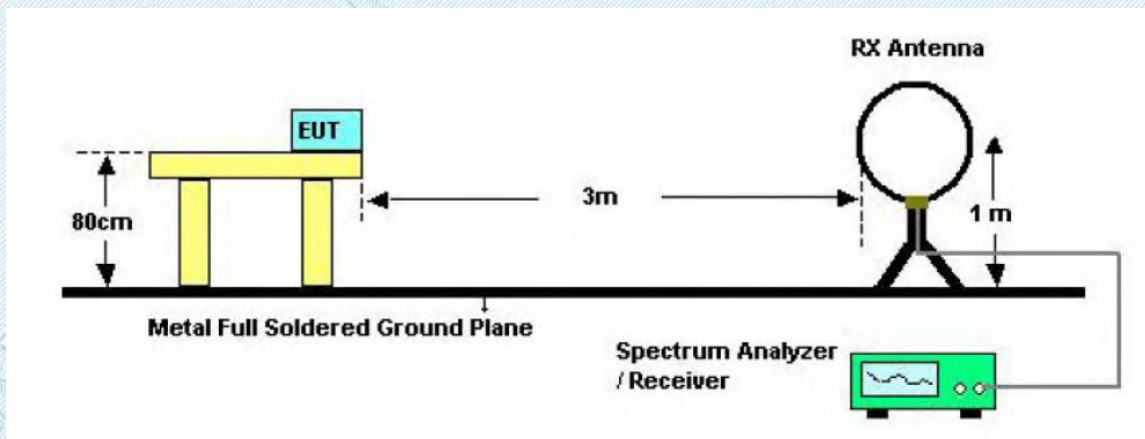 RX Antenna
EUT
3m
80cm
1 m
Metal Full Soldered Ground Plane
Spectrum Analyzer
/ Receiver